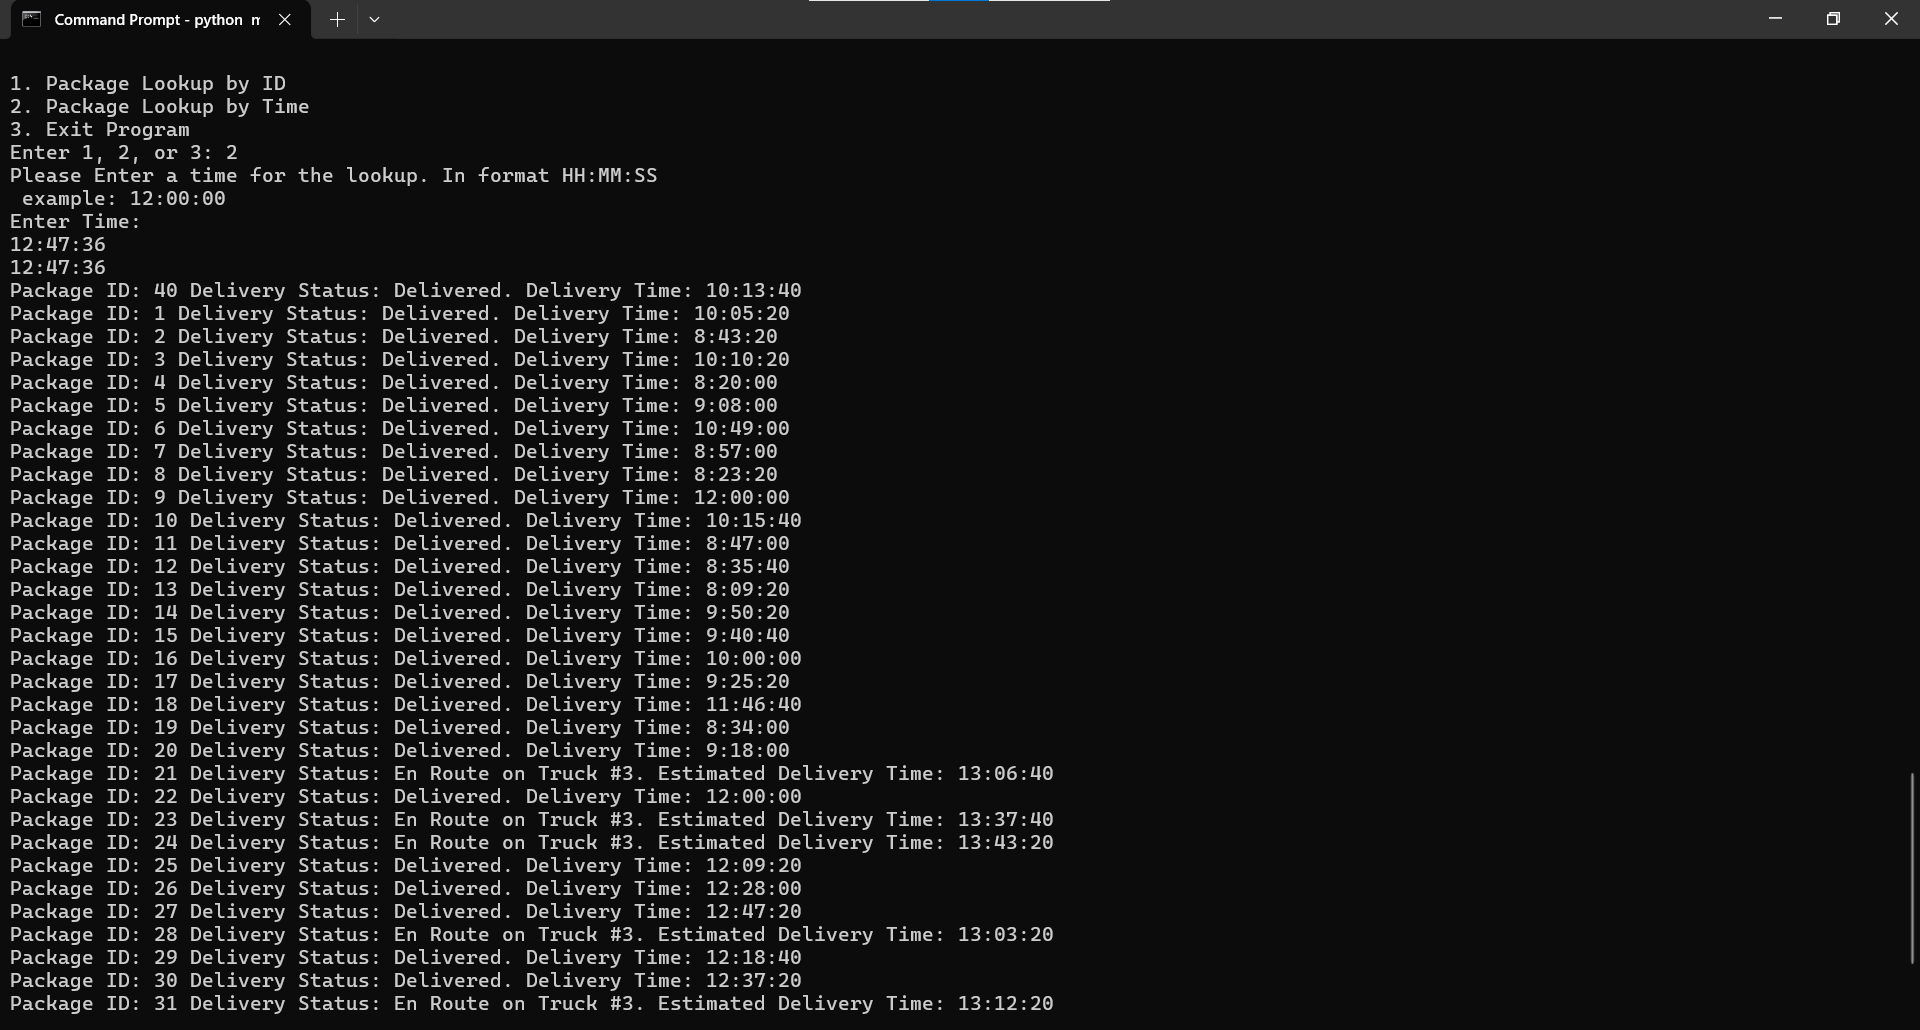 Command Prompt - python m
1. Package Lookup by ID
2. Package Lookup by Time
3. Exit Program
Enter 1, 2, or 3: 2
Please Enter a time for the lookup. In format HH:MM:SS
example: 12:00:00
Enter Time:
12:47:36
12:47:36
Package ID: 40 Delivery Status: Delivered. Delivery Time: 10:13:40
Package ID: 1 Delivery Status: Delivered. Delivery Time: 10:05:20
Package ID: 2 Delivery Status: Delivered. Delivery Time: 8:43:20
Package ID: 3 Delivery Status: Delivered. Delivery Time: 10:10:20
Package ID: 4 Delivery Status: Delivered. Delivery Time: 8:20:00
Package ID: 5 Delivery Status: Delivered. Delivery Time: 9:08:00
Package ID: 6 Delivery Status: Delivered. Delivery Time: 10:49:00
Package ID: 7 Delivery Status: Delivered. Delivery Time: 8:57:00
Package ID: 8 Delivery Status: Delivered. Delivery Time: 8:23:20
Package ID: 9 Delivery Status: Delivered. Delivery Time: 12:00:00
Package ID: 10 Delivery Status: Delivered. Delivery Time: 10:15:40
Package ID: 11 Delivery Status: Delivered. Delivery Time: 8:47:00
Package ID: 12 Delivery Status: Delivered. Delivery Time: 8:35:40
Package ID: 13 Delivery Status: Delivered. Delivery Time: 8:09:20
Package ID: 14 Delivery Status: Delivered. Delivery Time: 9:50:20
Package ID: 15 Delivery Status: Delivered. Delivery Time: 9:40:40
Package ID: 16 Delivery Status: Delivered. Delivery Time: 10:00:00
Package ID: 17 Delivery Status: Delivered. Delivery Time: 9:25:20
Package ID: 18 Delivery Status: Delivered. Delivery Time: 11:46:40
Package ID: 19 Delivery Status: Delivered. Delivery Time: 8:34:00
Package ID: 20 Delivery Status: Delivered. Delivery Time: 9:18:00
Package ID: 21 Delivery Status: En Route on Truck #3. Estimated Delivery Time: 13:06:40
Package ID: 22 Delivery Status: Delivered. Delivery Time: 12:00:00
Package ID: 23 Delivery Status: En Route on Truck #3. Estimated Delivery Time: 13:37:40
Package ID: 24 Delivery Status: En Route on Truck #3. Estimated Delivery Time: 13:43:20
Package ID: 25 Delivery Status: Delivered. Delivery Time: 12:09:20
Package ID: 26 Delivery Status: Delivered. Delivery Time: 12:28:00
Package ID: 27 Delivery Status: Delivered. Delivery Time: 12:47:20
Package ID: 28 Delivery Status: En Route on Truck #3. Estimated Delivery Time: 13:03:20
Package ID: 29 Delivery Status: Delivered. Delivery Time: 12:18:40
Package ID: 30 Delivery Status: Delivered. Delivery Time: 12:37:20
Package ID: 31 Delivery Status: En Route on Truck #3. Estimated Delivery Time: 13:12:20